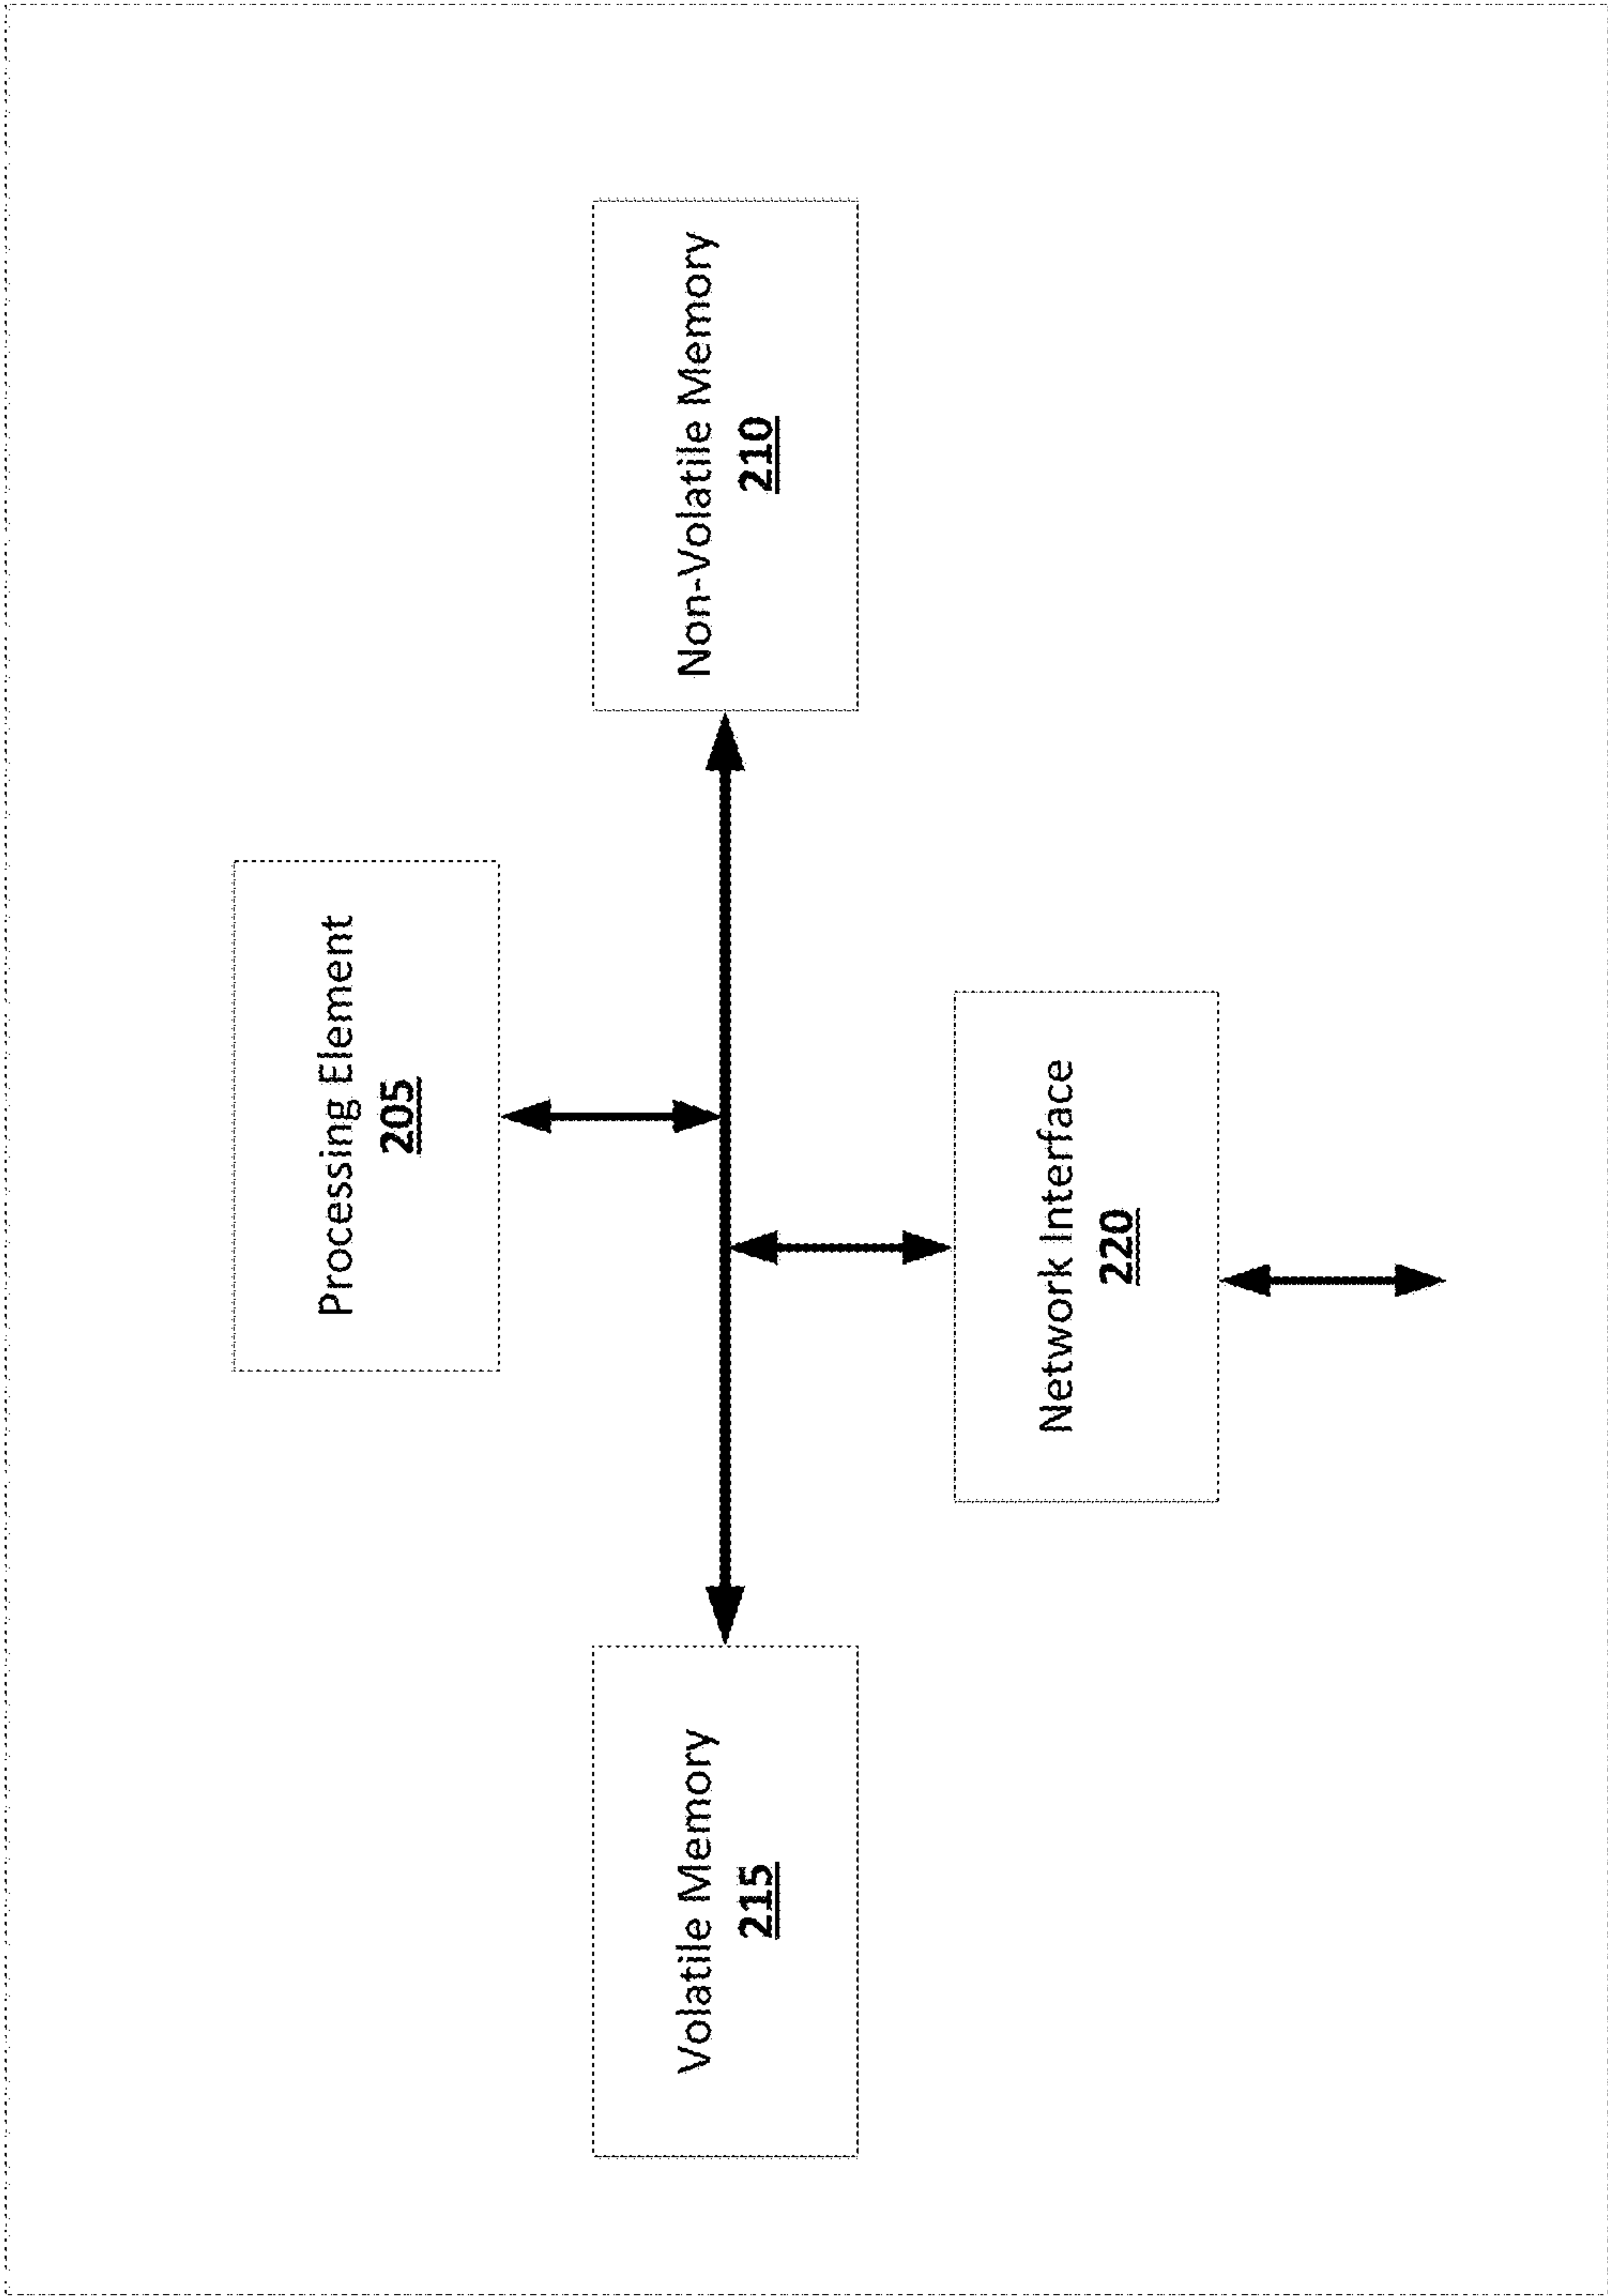 Processing Element
205
Volatile Memory
215
Non-Volatile Memory
210
Network Interface
220